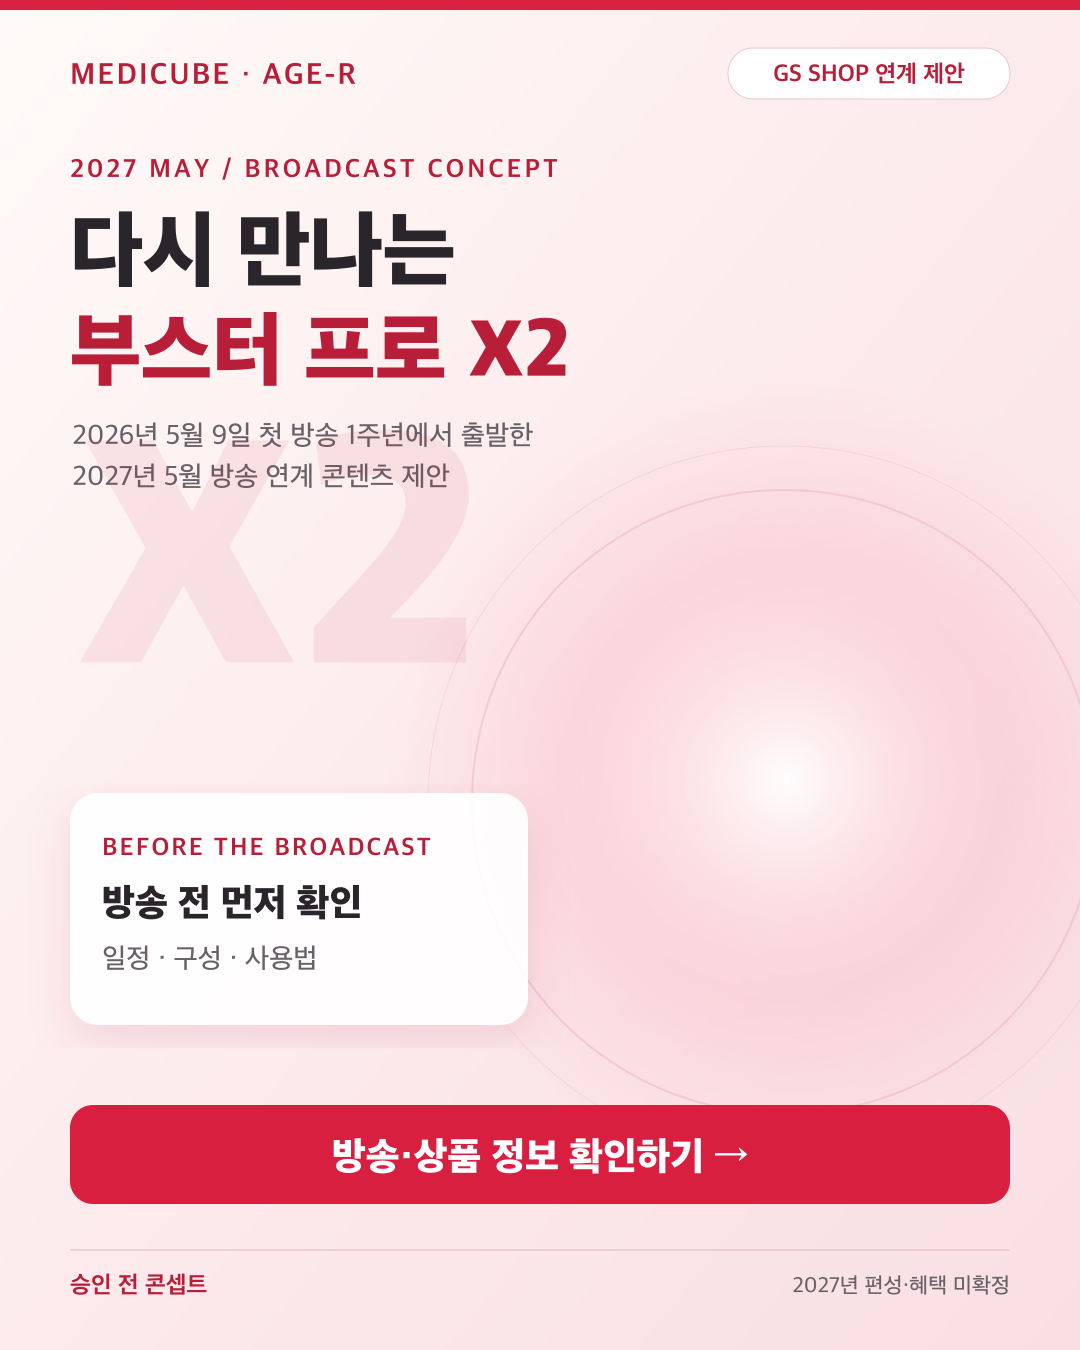 MEDICUBE · AGE-R
GS SHOP 연계 제안
2027 MAY / BROADCAST CONCEPT
다시 만나는
부스터 프로 X2
2026년 5월 9일 첫 방송 1주년에서 출발한
2027년 5월 방송 연계 콘텐츠 제안
X2
BEFORE THE BROADCAST
방송 전 먼저 확인
일정 · 구성 · 사용법
방송·상품 정보 확인하기 →
승인 전 콘셉트
2027년 편성·혜택 미확정